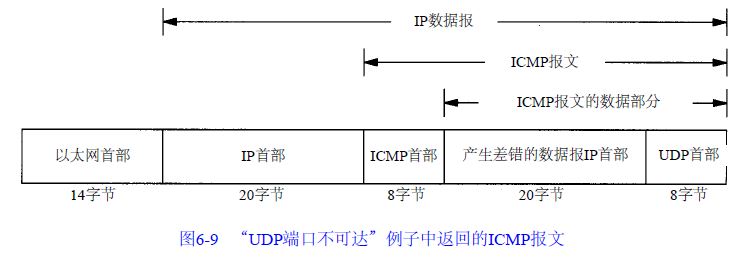 IP数据报
ICMP报文
ICMP报文的数据部分
以太网首部 IP首部 ICMP首部 产生差错的数据报IP首部 UDP首部
14字节 20字节 8字节 20字节 8字节
图6-9 “UDP端口不可达”例子中返回的ICMP报文